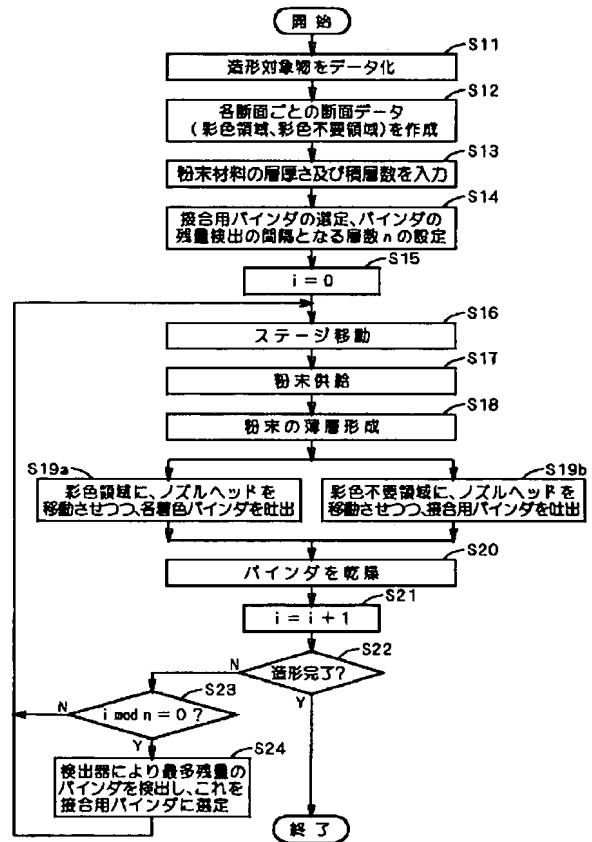 開始
S11
造形対象物をデータ化
S12
各断面ごとの断面データ
(彩色領域、彩色不要領域)を作成
S13
粉末材料の層厚さ及び積層数を入力
S14
接合用バインダの選定、バインダの
残量検出の間隔となる層数nの設定
S15
i=0
S16
ステージ移動
S17
粉末供給
S18
粉末の薄層形成
S19a
彩色領域に、ノズルヘッドを
移動させつつ、各着色バインダを吐出
S19b
彩色不要領域に、ノズルヘッドを
移動させつつ、接合用バインダを吐出
S20
バインダを乾燥
S21
i=i+1
S22
造形完了?
N
Y
S23
i mod n=0?
N
Y
S24
検出器により最多残量の
バインダを検出し、これを
接合用バインダに選定
終了